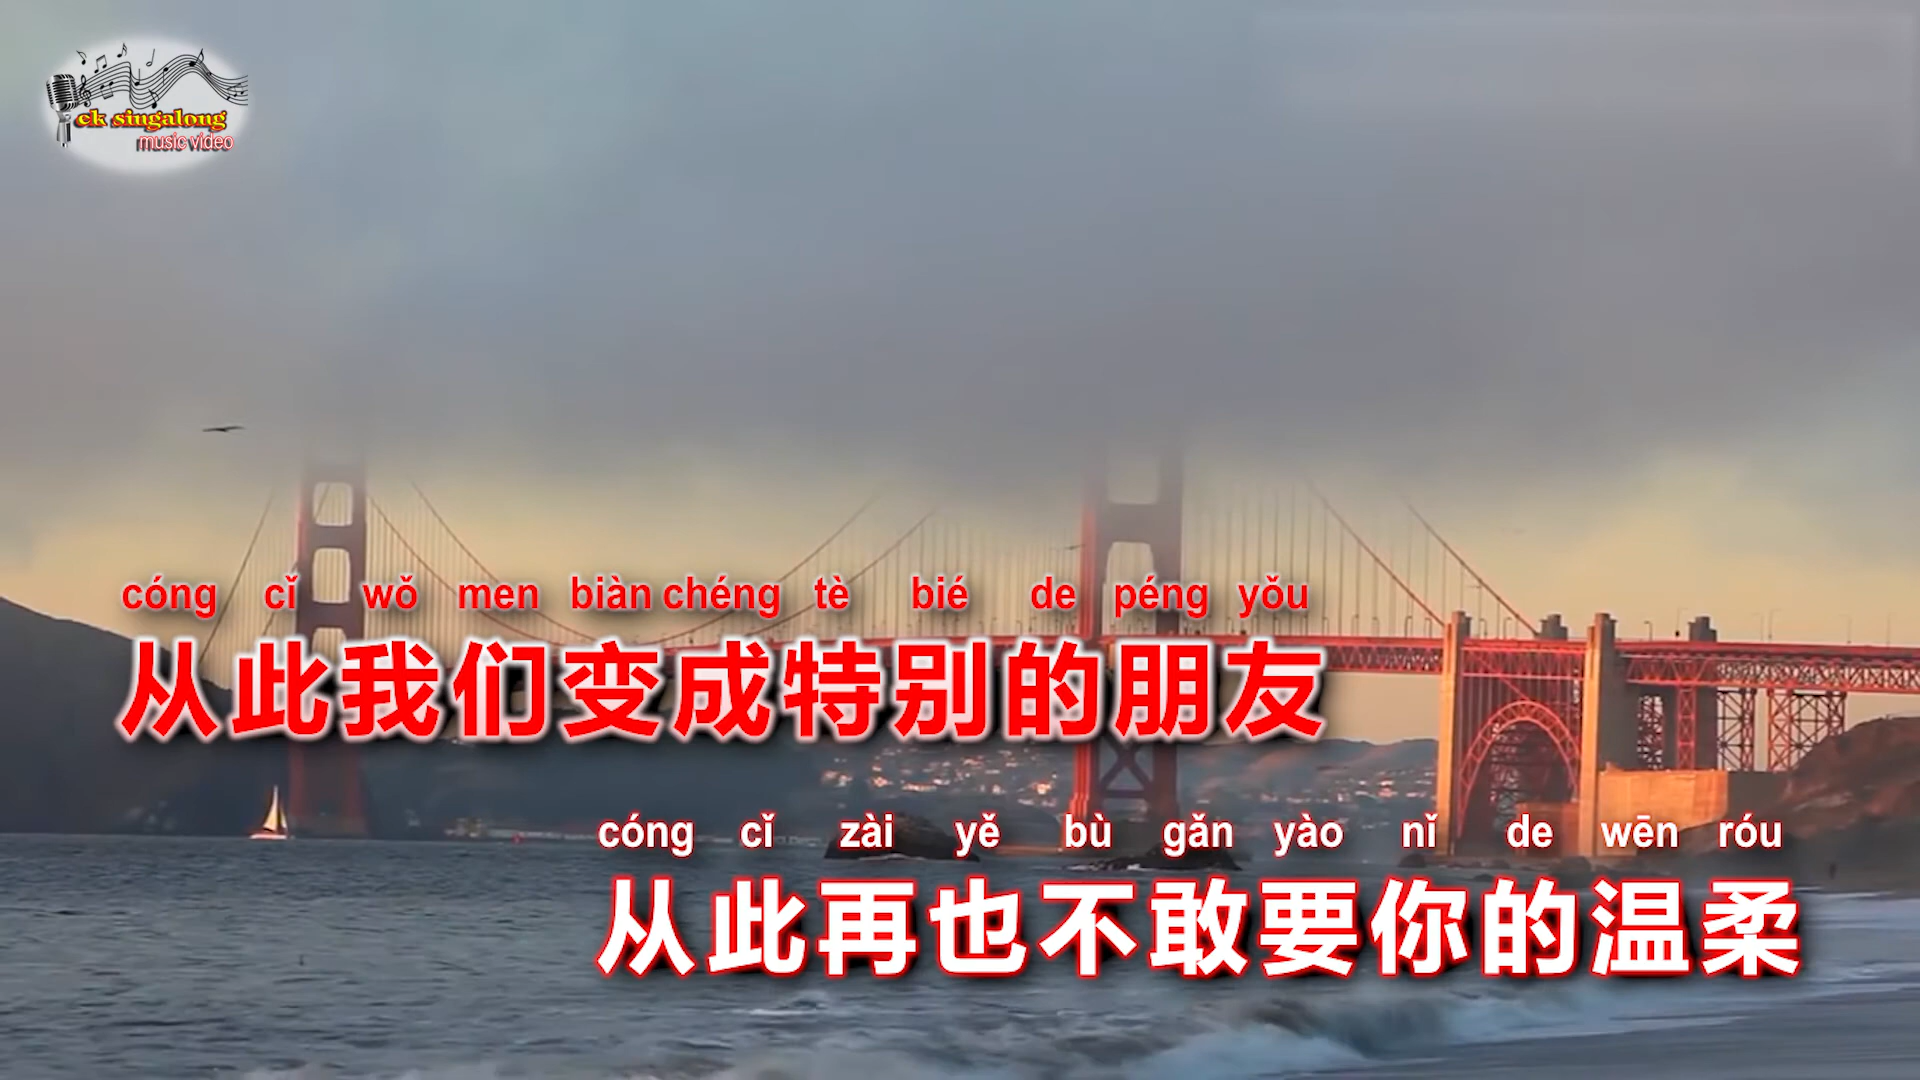 ck singalong
music video
cóng cǐ wǒ men biàn chéng tè bié de péng yǒu
从此我们变成特别的朋友
cóng cǐ zài yě bù gǎn yào nǐ de wēn róu
从此再也不敢要你的温柔